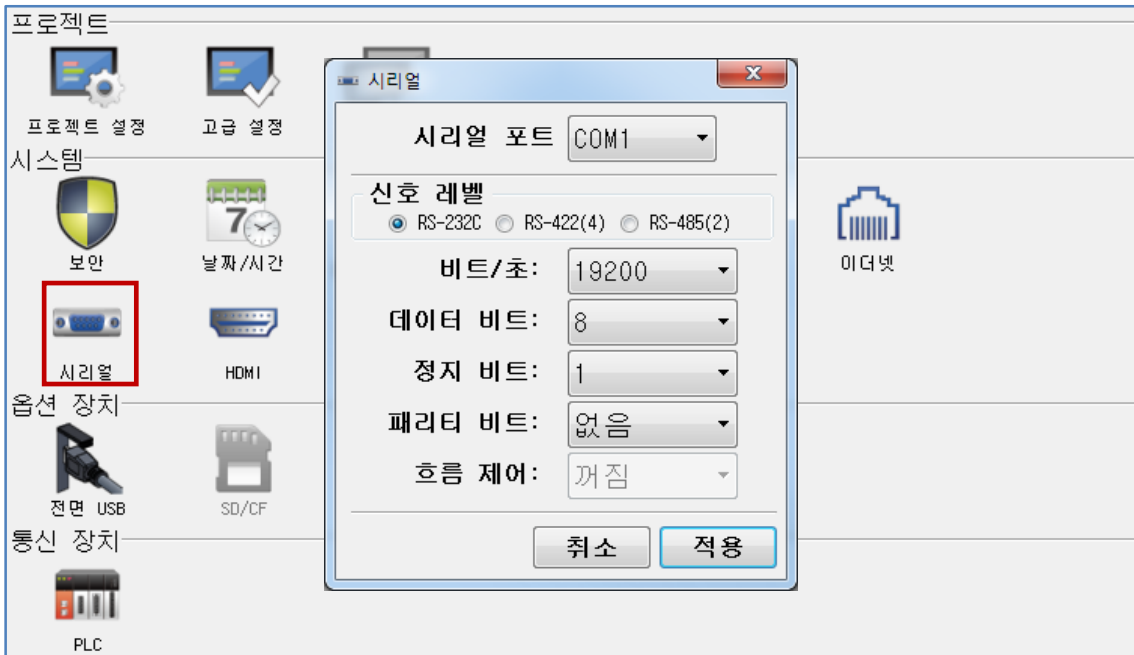 프로젝트
프로젝트 설정
고급 설정
시스템
보안
날짜/시간
7
이더넷
시리얼
HDMI
옵션 장치
전면 USB
SD/CF
통신 장치
PLC
시리얼
시리얼 포트 COM1
신호 레벨
RS-232C RS-422(4) RS-485(2)
비트/초: 19200
데이터 비트: 8
정지 비트: 1
패리티 비트: 없음
흐름 제어: 꺼짐
취소 적용